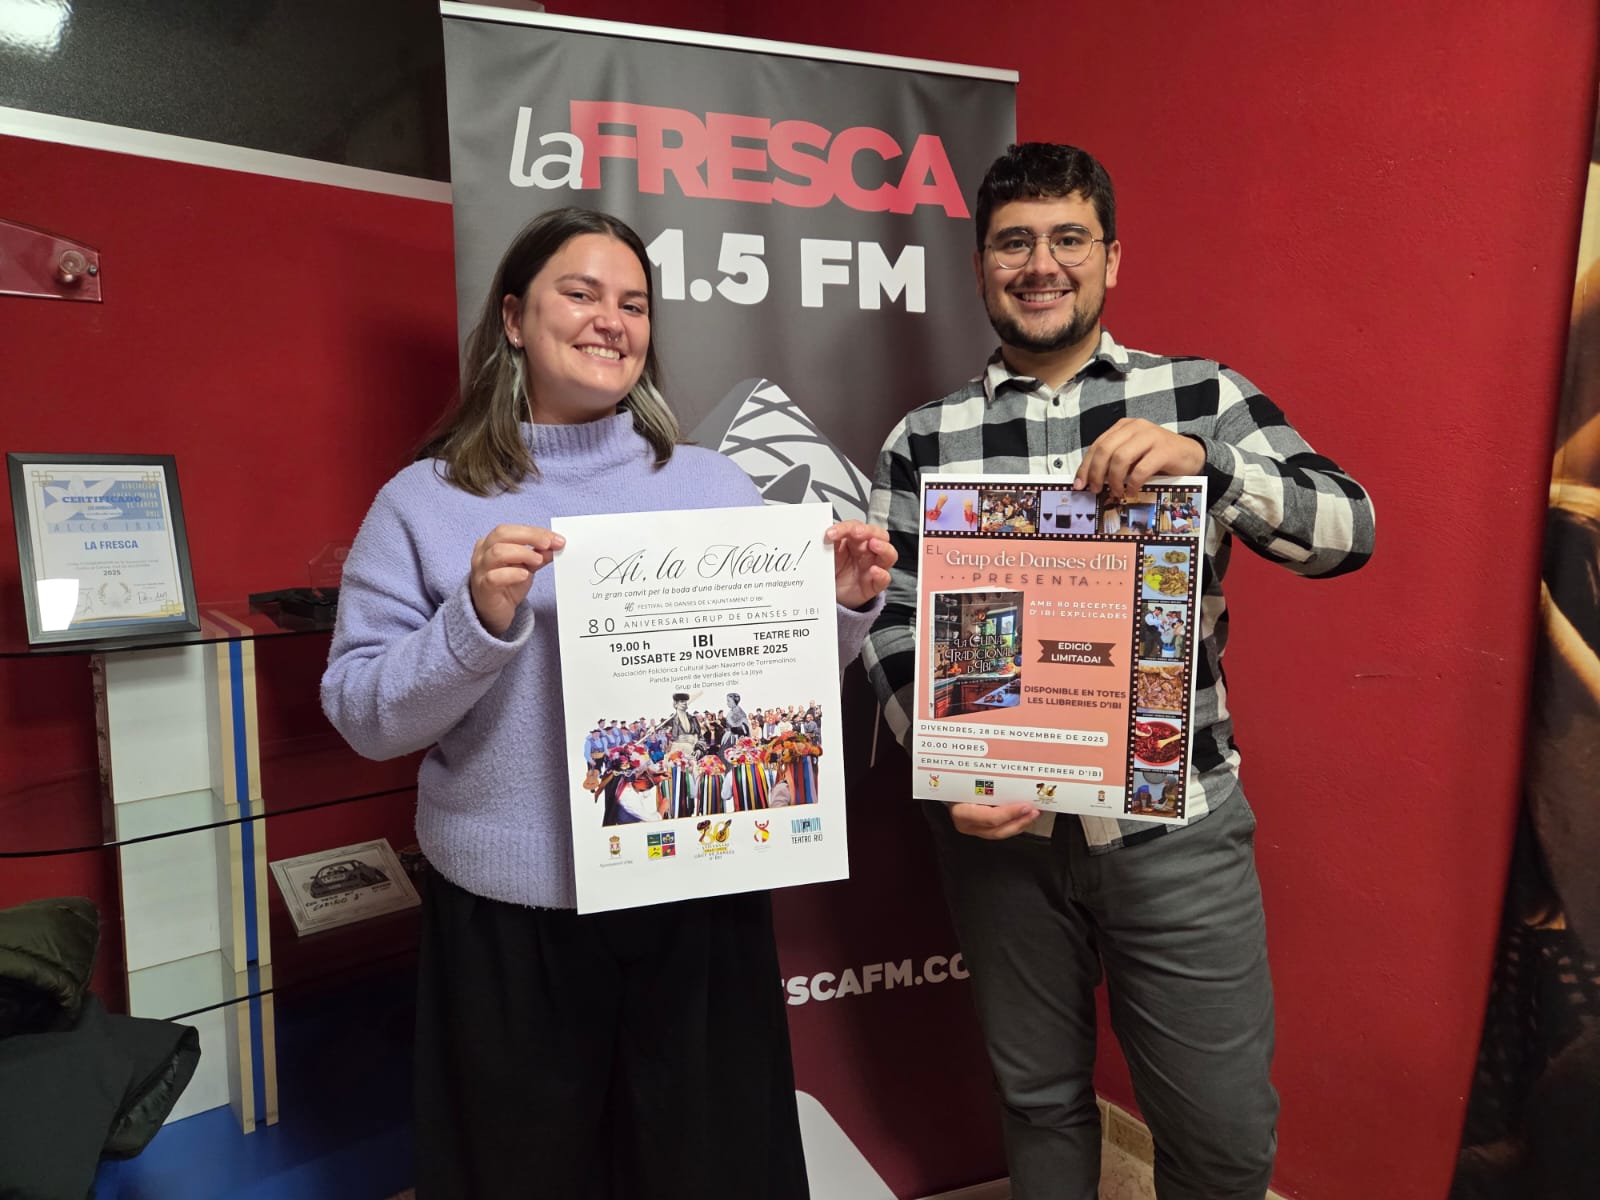 la FRESCA
1.5 FM
SCAFM.CO
CERTIFICADO
LA FRESCA
2025
Ai, la Nóvia!
Un gran convit per la boda d'una iberuda en un malagueny
FESTIVAL DE DANSES DE L'AJUNTAMENT D'IBI
80 ANIVERSARI GRUP DE DANSES D'IBI
19.00 h IBI TEATRE RIO
DISSABTE 29 NOVEMBRE 2025
Asociación Folclórica Cultural Juan Navarro de Torremolinos
Panda Juvenil de Verdiales de La Joya
Grup de Danses d'Ibi
80
TEATRO RIO
EL Grup de Danses d'Ibi
PRESENTA
AMB 80 RECEPTES
D'IBI EXPLICADES
LA CUINA
TRADICIONAL
D'IBI
EDICIÓ
LIMITADA!
DISPONIBLE EN TOTES
LES LLIBRERIES D'IBI
DIVENDRES, 28 DE NOVEMBRE DE 2025
20.00 HORES
ERMITA DE SANT VICENT FERRER D'IBI